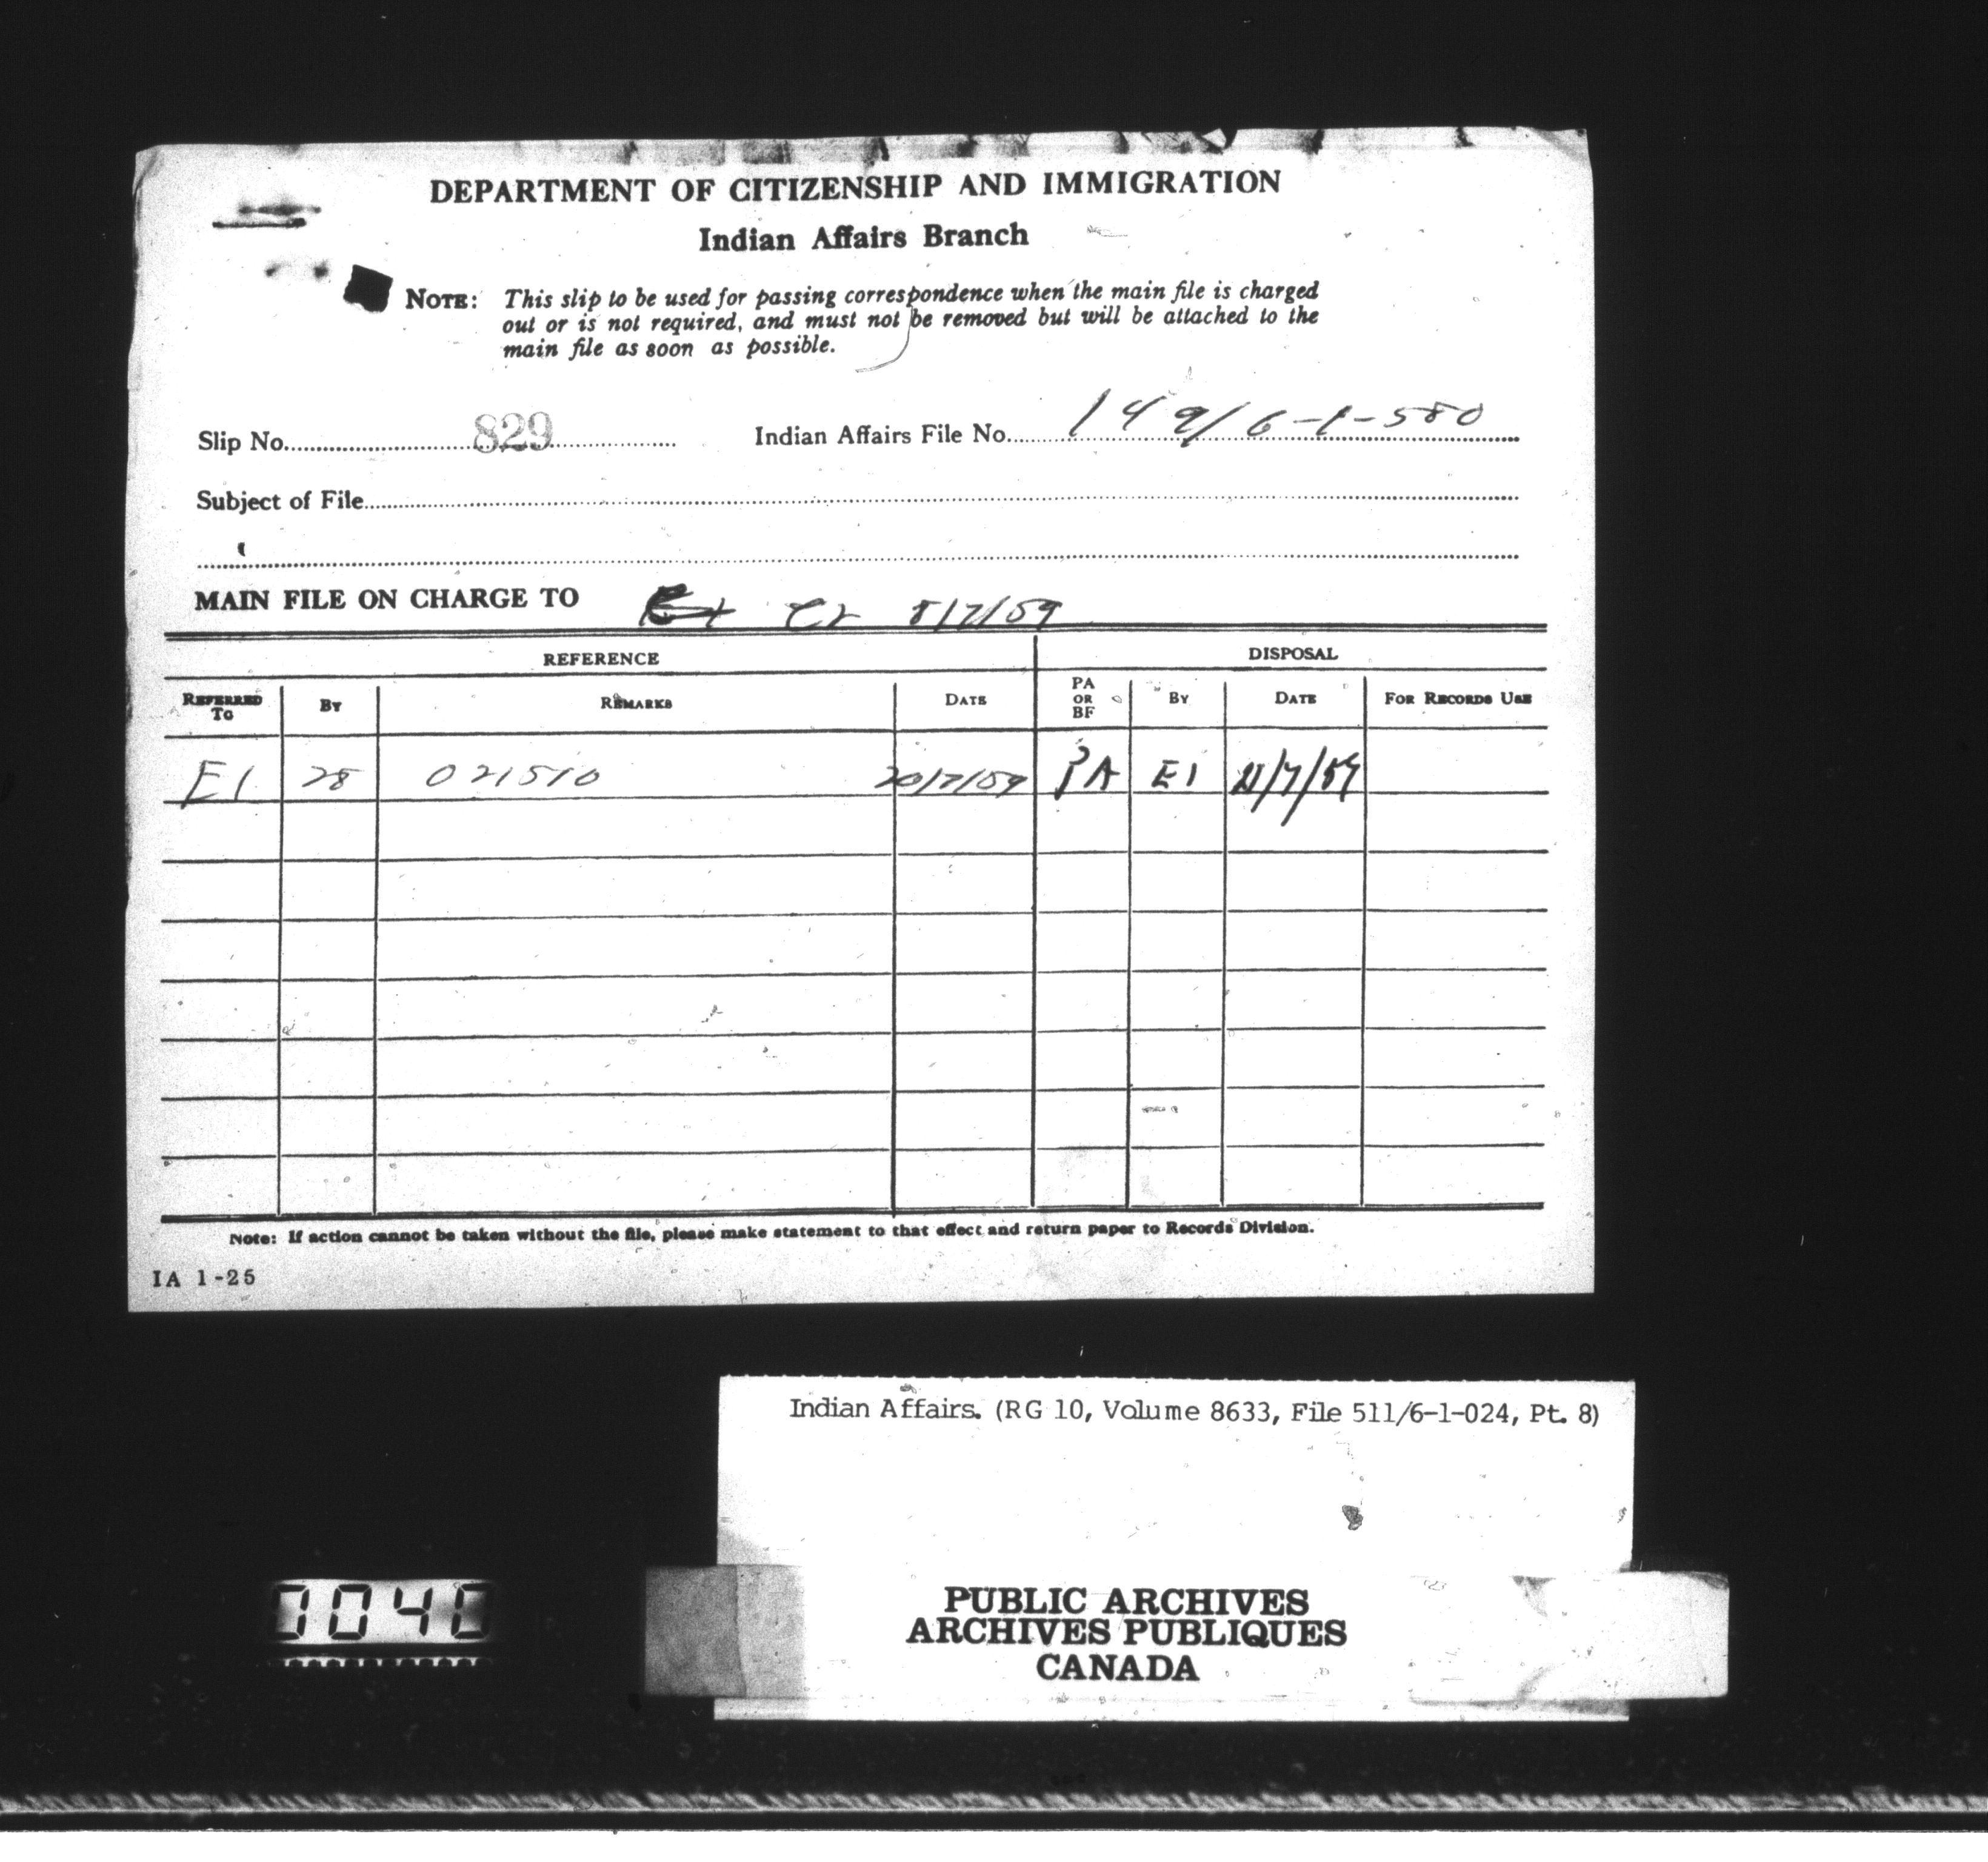 DEPARTMENT OF CITIZENSHIP AND IMMIGRATION
Indian Affairs Branch
NOTE: This slip to be used for passing correspondence when the main file is charged
out or is not required, and must not be removed but will be attached to the
main file as soon as possible.
Slip No. 829 Indian Affairs File No. 149/6-1-580
Subject of File
MAIN FILE ON CHARGE TO 8/7/59
REFERENCE DISPOSAL
REFERRED TO BY REMARKS DATE PA OR BF BY DATE FOR RECORDS USE
E1 28 021510 20/7/59 PA E1 21/7/59
Note: If action cannot be taken without the file, please make statement to that effect and return paper to Records Division.
IA 1-25
Indian Affairs. (RG 10, Volume 8633, File 511/6-1-024, Pt. 8)
PUBLIC ARCHIVES
ARCHIVES PUBLIQUES
CANADA